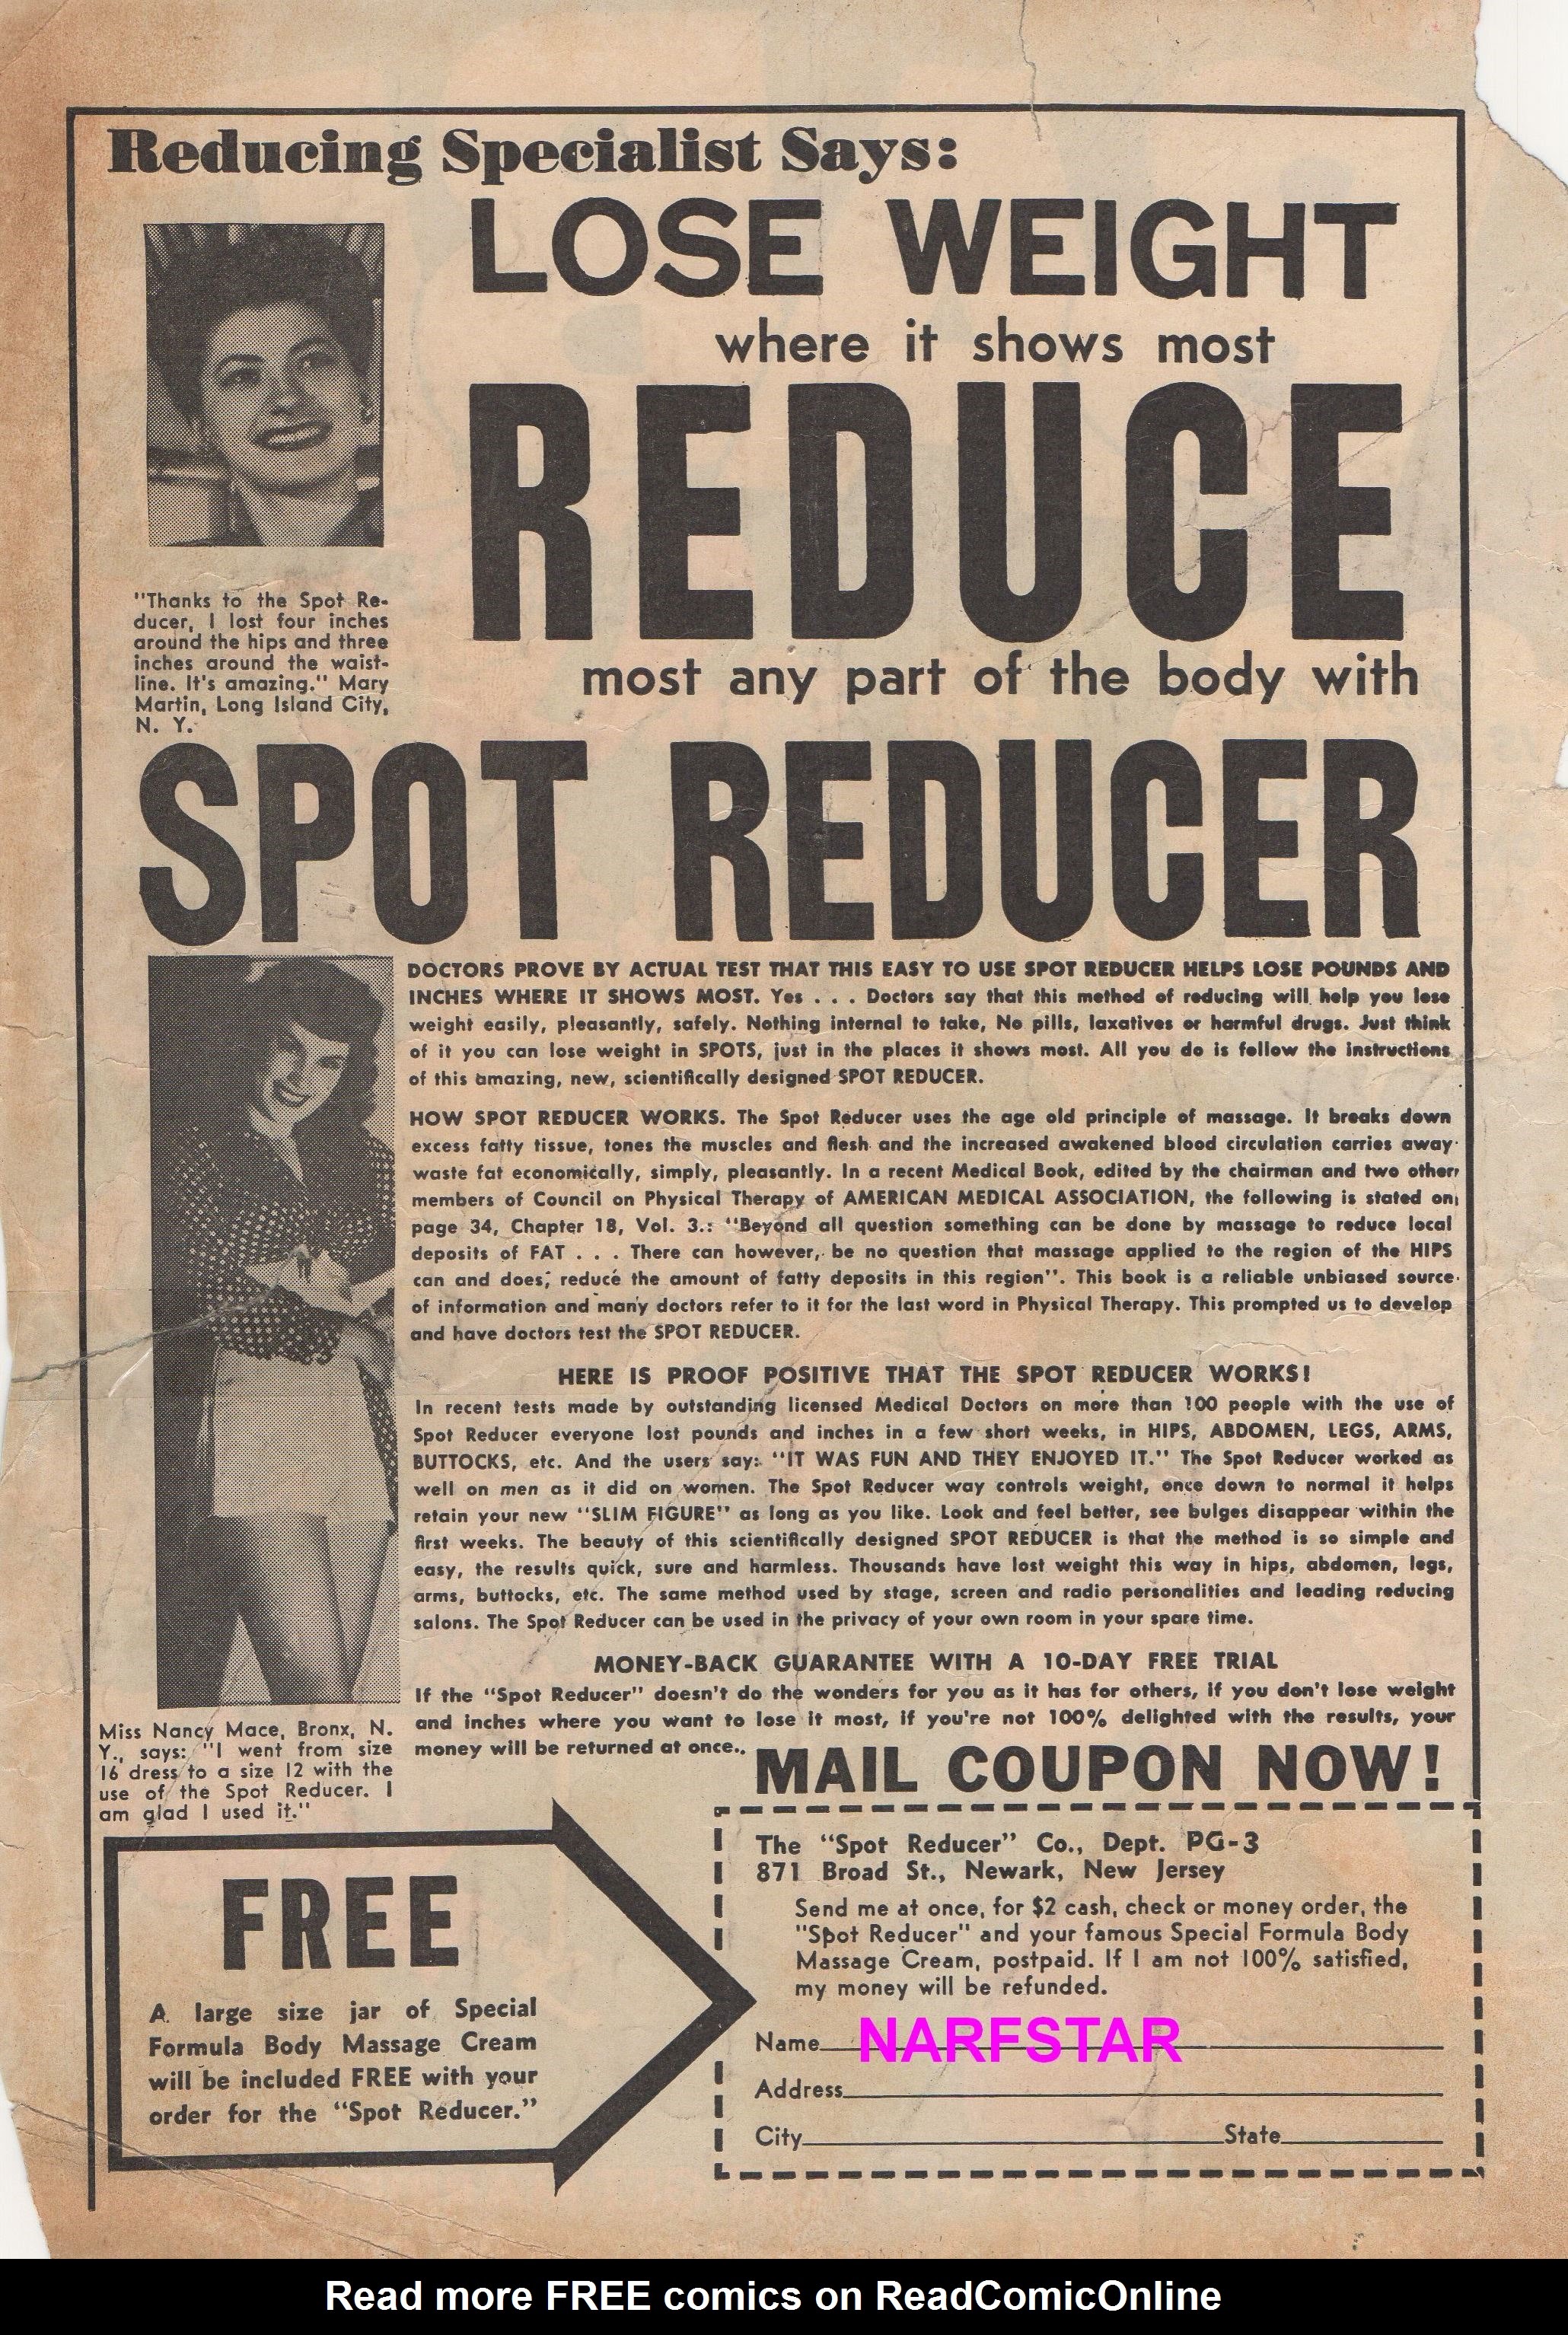 Reducing Specialist Says:
LOSE WEIGHT
where it shows most
REDUCE
most any part of the body with
"Thanks to the Spot Re-
ducer, I lost four inches
around the hips and three
inches around the waist-
line. It's amazing." Mary
Martin, Long Island City,
N. Y.
SPOT REDUCER
DOCTORS PROVE BY ACTUAL TEST THAT THIS EASY TO USE SPOT REDUCER HELPS LOSE POUNDS AND
INCHES WHERE IT SHOWS MOST. Yes . . . Doctors say that this method of reducing will help you lose
weight easily, pleasantly, safely. Nothing internal to take, No pills, laxatives or harmful drugs. Just think
of it you can lose weight in SPOTS, just in the places it shows most. All you do is follow the instructions
of this amazing, new, scientifically designed SPOT REDUCER.
HOW SPOT REDUCER WORKS. The Spot Reducer uses the age old principle of massage. It breaks down
excess fatty tissue, tones the muscles and flesh and the increased awakened blood circulation carries away
waste fat economically, simply, pleasantly. In a recent Medical Book, edited by the chairman and two other
members of Council on Physical Therapy of AMERICAN MEDICAL ASSOCIATION, the following is stated on
page 34, Chapter 18, Vol. 3.: "Beyond all question something can be done by massage to reduce local
deposits of FAT . . . There can however, be no question that massage applied to the region of the HIPS
can and does, reduce the amount of fatty deposits in this region". This book is a reliable unbiased source
of information and many doctors refer to it for the last word in Physical Therapy. This prompted us to develop
and have doctors test the SPOT REDUCER.
HERE IS PROOF POSITIVE THAT THE SPOT REDUCER WORKS!
In recent tests made by outstanding licensed Medical Doctors on more than 100 people with the use of
Spot Reducer everyone lost pounds and inches in a few short weeks, in HIPS, ABDOMEN, LEGS, ARMS,
BUTTOCKS, etc. And the users say: "IT WAS FUN AND THEY ENJOYED IT." The Spot Reducer worked as
well on men as it did on women. The Spot Reducer way controls weight, once down to normal it helps
retain your new "SLIM FIGURE" as long as you like. Look and feel better, see bulges disappear within the
first weeks. The beauty of this scientifically designed SPOT REDUCER is that the method is so simple and
easy, the results quick, sure and harmless. Thousands have lost weight this way in hips, abdomen, legs,
arms, buttocks, etc. The same method used by stage, screen and radio personalities and leading reducing
salons. The Spot Reducer can be used in the privacy of your own room in your spare time.
MONEY-BACK GUARANTEE WITH A 10-DAY FREE TRIAL
If the "Spot Reducer" doesn't do the wonders for you as it has for others, if you don't lose weight
and inches where you want to lose it most, if you're not 100% delighted with the results, your
money will be returned at once.
Miss Nancy Mace, Bronx, N.
Y., says: "I went from size
16 dress to a size 12 with the
use of the Spot Reducer. I
am glad I used it."
MAIL COUPON NOW!
FREE
A large size jar of Special
Formula Body Massage Cream
will be included FREE with your
order for the "Spot Reducer."
The "Spot Reducer" Co., Dept. PG-3
871 Broad St., Newark, New Jersey
Send me at once, for $2 cash, check or money order, the
"Spot Reducer" and your famous Special Formula Body
Massage Cream, postpaid. If I am not 100% satisfied,
my money will be refunded.
Name NARFSTAR
Address
City State
Read more FREE comics on ReadComicOnline